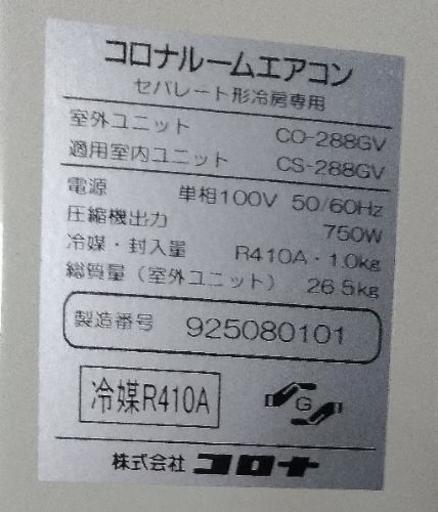 コロナルームエアコン
セパレート形冷房専用
室外ユニット CO-288GV
適用室内ユニット CS-288GV
電源 単相100V 50/60Hz
圧縮機出力 750W
冷媒・封入量 R410A・1.0kg
総質量（室外ユニット） 26.5kg
製造番号 925080101
冷媒R410A
G
株式会社 コロナ